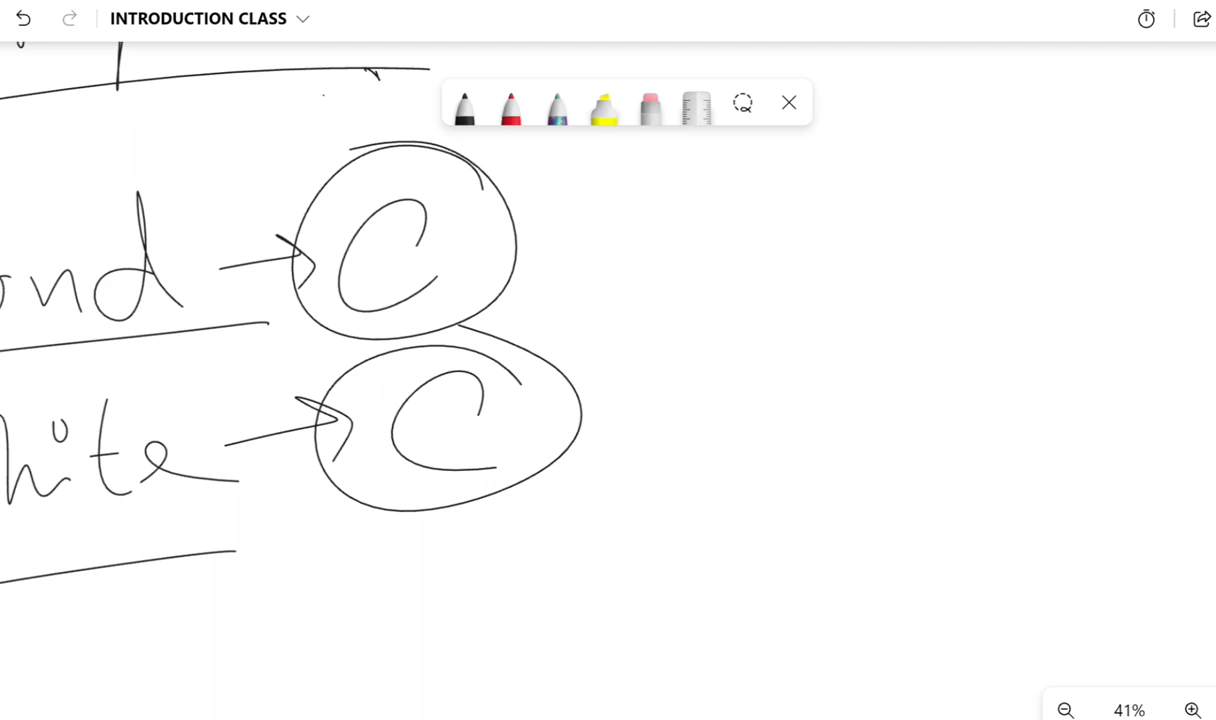 INTRODUCTION CLASS
ond → C
hite → C
41%